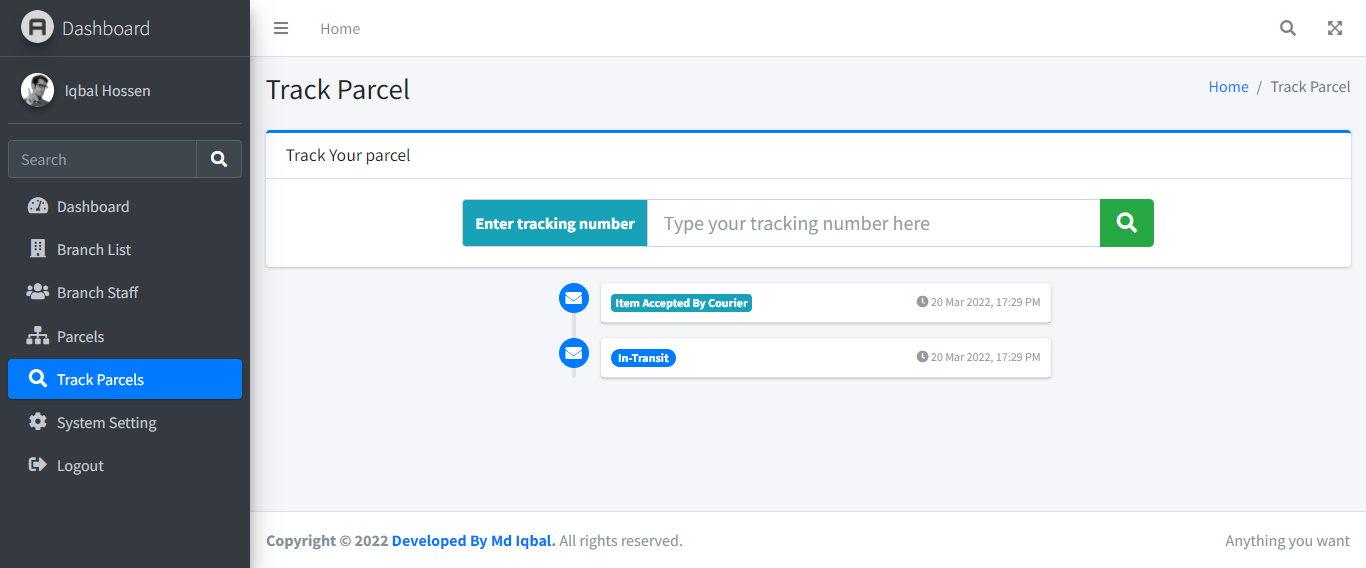 Dashboard
Iqbal Hossen
Search
Dashboard
Branch List
Branch Staff
Parcels
Track Parcels
System Setting
Logout
Home
Track Parcel
Home / Track Parcel
Track Your parcel
Enter tracking number Type your tracking number here
Item Accepted By Courier 20 Mar 2022, 17:29 PM
In-Transit 20 Mar 2022, 17:29 PM
Copyright © 2022 Developed By Md Iqbal. All rights reserved. Anything you want